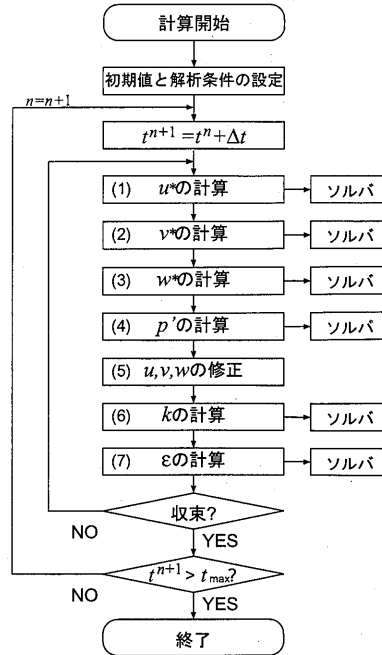 計算開始
初期値と解析条件の設定
n=n+1
tⁿ⁺¹=tⁿ+Δt
(1) u*の計算 ソルバ
(2) v*の計算 ソルバ
(3) w*の計算 ソルバ
(4) p'の計算 ソルバ
(5) u,v,wの修正
(6) kの計算 ソルバ
(7) εの計算 ソルバ
収束?
NO
YES
tⁿ⁺¹ > tmax?
NO
YES
終了